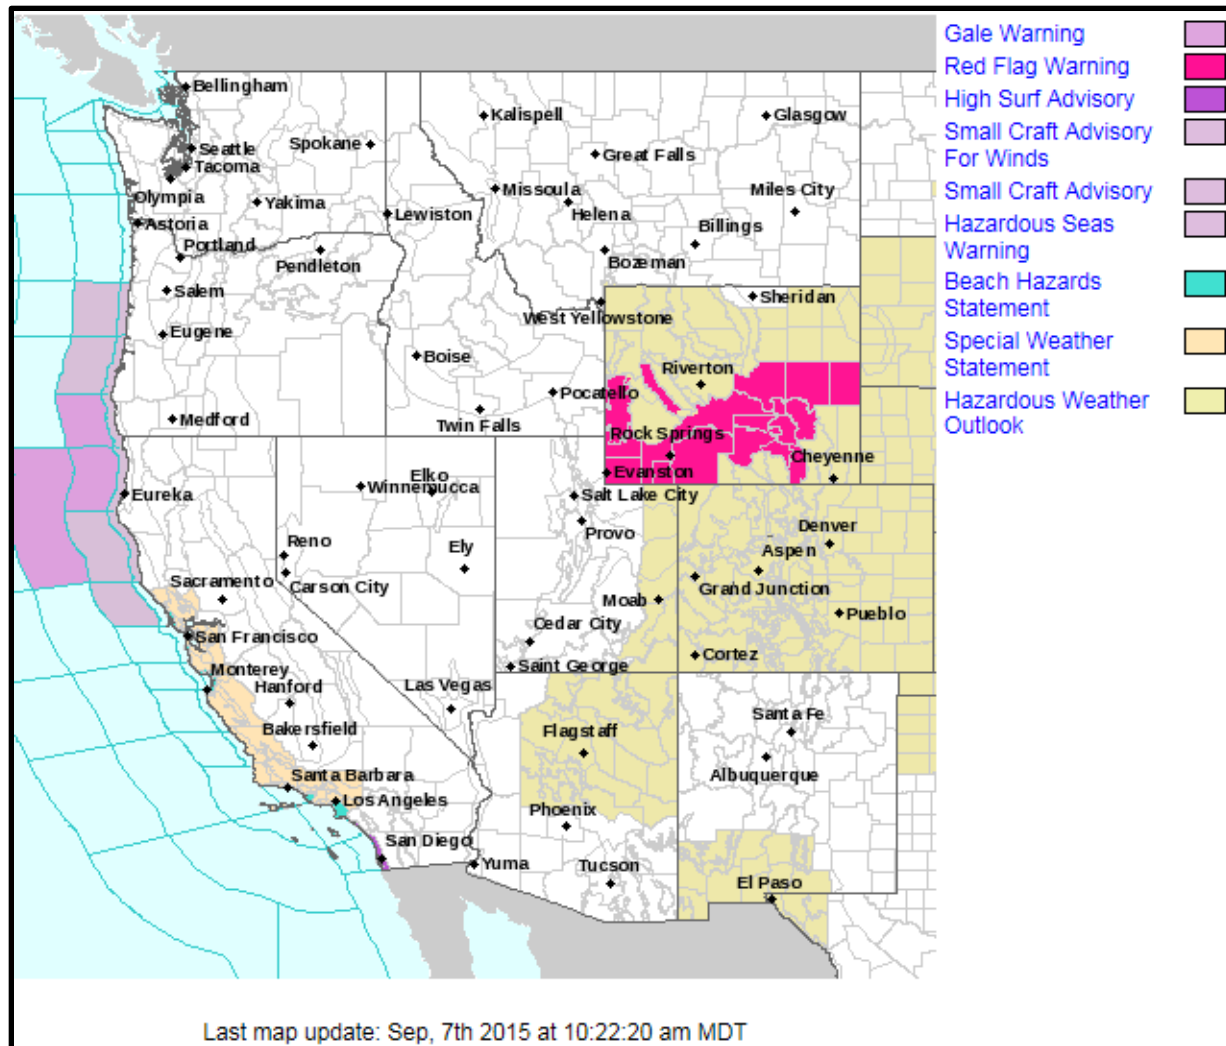 Gale Warning
Red Flag Warning
High Surf Advisory
Small Craft Advisory
For Winds
Small Craft Advisory
Hazardous Seas
Warning
Beach Hazards
Statement
Special Weather
Statement
Hazardous Weather
Outlook
Bellingham
Kalispell
Glasgow
Seattle
Spokane
Tacoma
Great Falls
Olympia
Yakima
Missoula
Miles City
Astoria
Lewiston
Helena
Portland
Billings
Pendleton
Bozeman
Salem
Sheridan
West Yellowstone
Eugene
Boise
Riverton
Pocatello
Medford
Twin Falls
Rock Springs
Cheyenne
Evanston
Elko
Winnemucca
Eureka
Salt Lake City
Provo
Denver
Reno
Ely
Aspen
Sacramento
Carson City
Grand Junction
Moab
Pueblo
Cedar City
San Francisco
Cortez
Saint George
Monterey
Hanford
Las Vegas
Santa Fe
Bakersfield
Flagstaff
Albuquerque
Santa Barbara
Los Angeles
Phoenix
San Diego
Yuma
Tucson
El Paso
Last map update: Sep, 7th 2015 at 10:22:20 am MDT